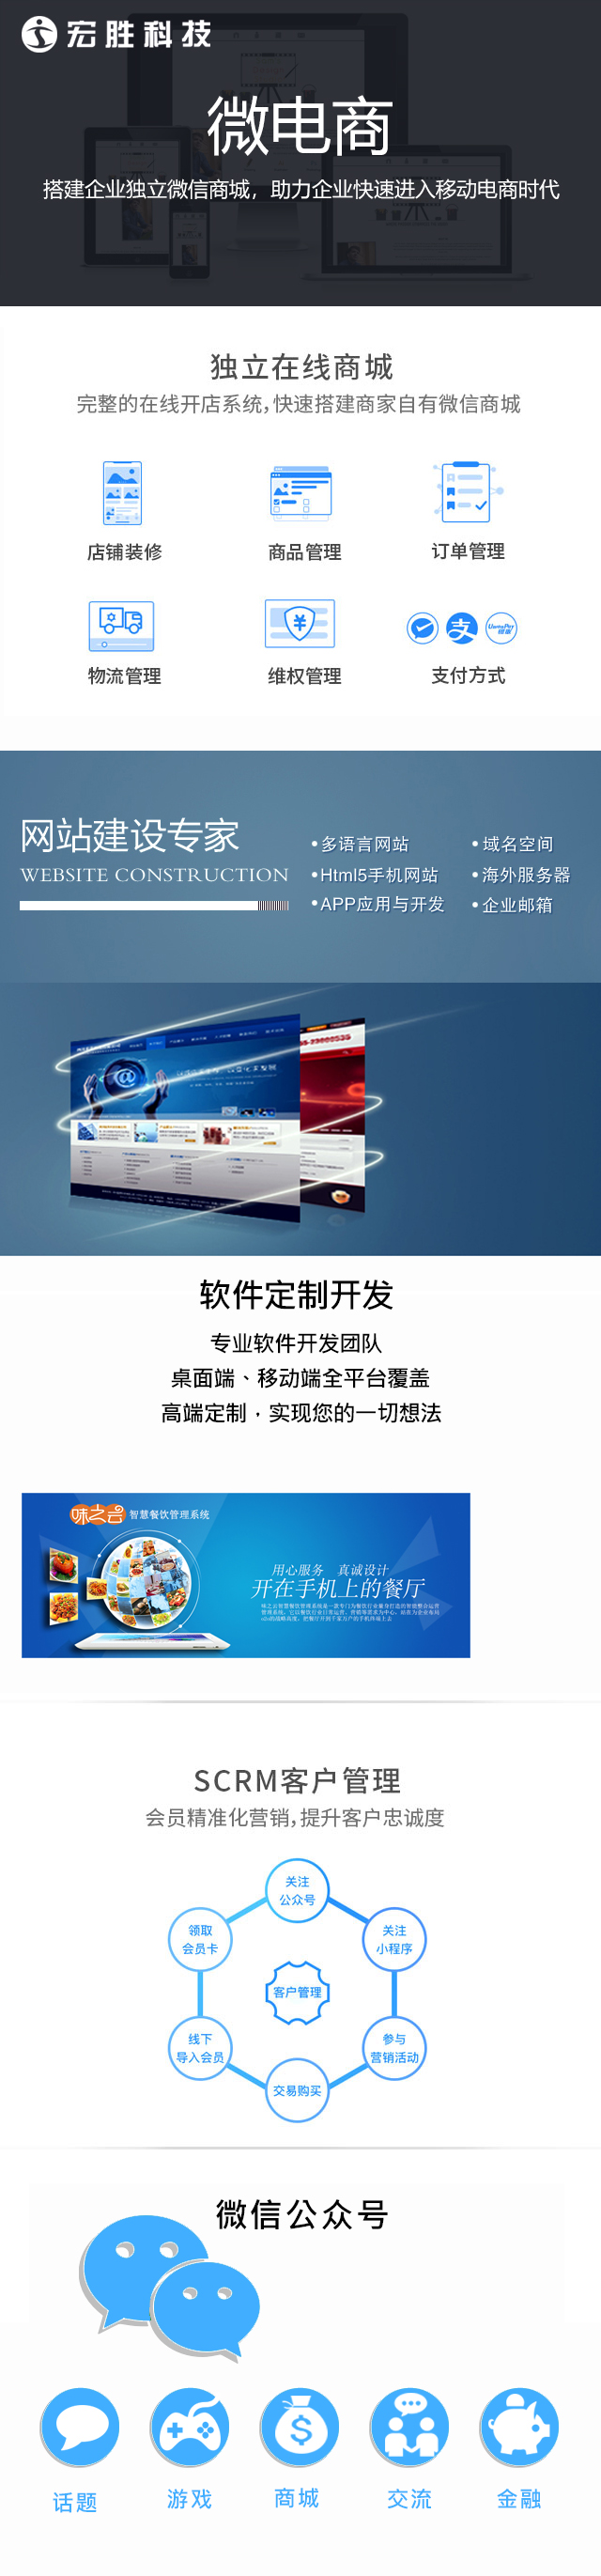 宏胜科技
微电商
搭建企业独立微信商城，助力企业快速进入移动电商时代
独立在线商城
完整的在线开店系统，快速搭建商家自有微信商城
店铺装修
商品管理
订单管理
物流管理
维权管理
支
支付方式
网站建设专家
WEBSITE CONSTRUCTION
•多语言网站
•域名空间
•Html5手机网站
•海外服务器
•APP应用与开发
•企业邮箱
软件定制开发
专业软件开发团队
桌面端、移动端全平台覆盖
高端定制，实现您的一切想法
味之云 智慧餐饮管理系统
用心服务 真诚设计
开在手机上的餐厅
SCRM客户管理
会员精准化营销，提升客户忠诚度
关注
公众号
领取
会员卡
关注
小程序
客户管理
线下
导入会员
参与
营销活动
交易购买
微信公众号
话题
游戏
商城
交流
金融